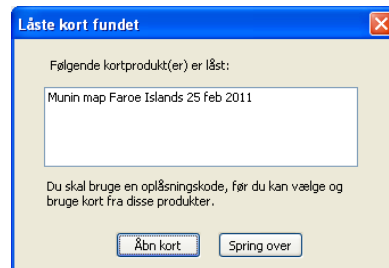 Låste kort fundet
Følgende kortprodukt(er) er låst:
Munin map Faroe Islands 25 feb 2011
Du skal bruge en oplåsningskode, før du kan vælge og
bruge kort fra disse produkter.
Åbn kort
Spring over